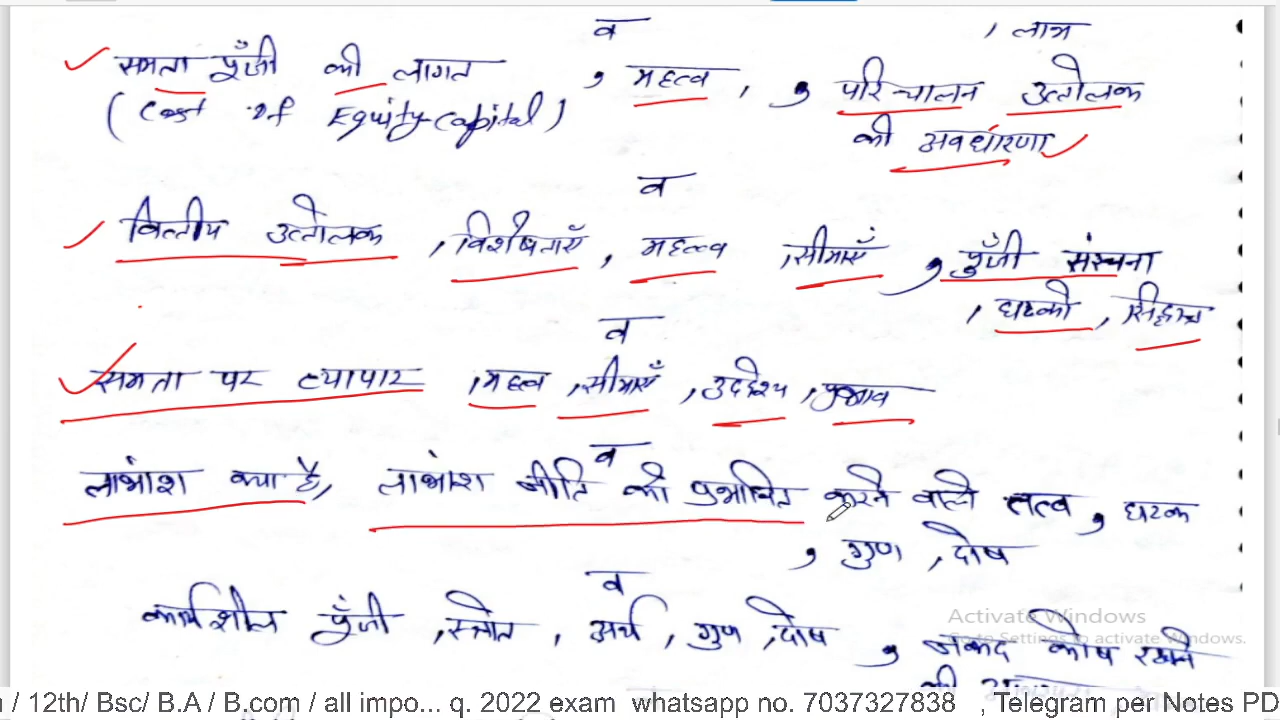 व , लाभ
समता पूँजी की लागत , महत्व , , परिचालन उत्तोलक
( Cost of Equity capital ) की अवधारणा
व
वित्तीय उत्तोलक , विशेषताएँ , महत्व , सीमाएँ , पूँजी संरचना
, घटको , सिद्धान्त
व
समता पर व्यापार , महत्व , सीमाएँ , उद्देश्य , प्रभाव
व
लाभांश क्या है, लाभांश नीति को प्रभावित करने वाले तत्व , घटक
, गुण , दोष
व
कार्यशील पूँजी , स्त्रोत , अर्थ , गुण , दोष , नकद कोष रखने
की
Activate Windows
Go to Settings to activate Windows.
/ 12th/ Bsc/ B.A / B.com / all impo... q. 2022 exam whatsapp no. 7037327838 , Telegram per Notes PD